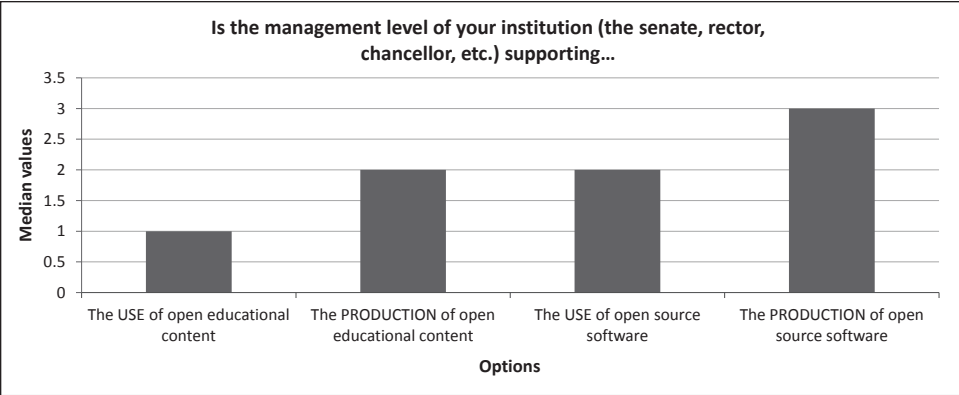 Is the management level of your institution (the senate, rector,
chancellor, etc.) supporting…
3.5
3
2.5
2
1.5
1
0.5
0
Median values
The USE of open educational
content
The PRODUCTION of open
educational content
The USE of open source
software
The PRODUCTION of open
source software
Options